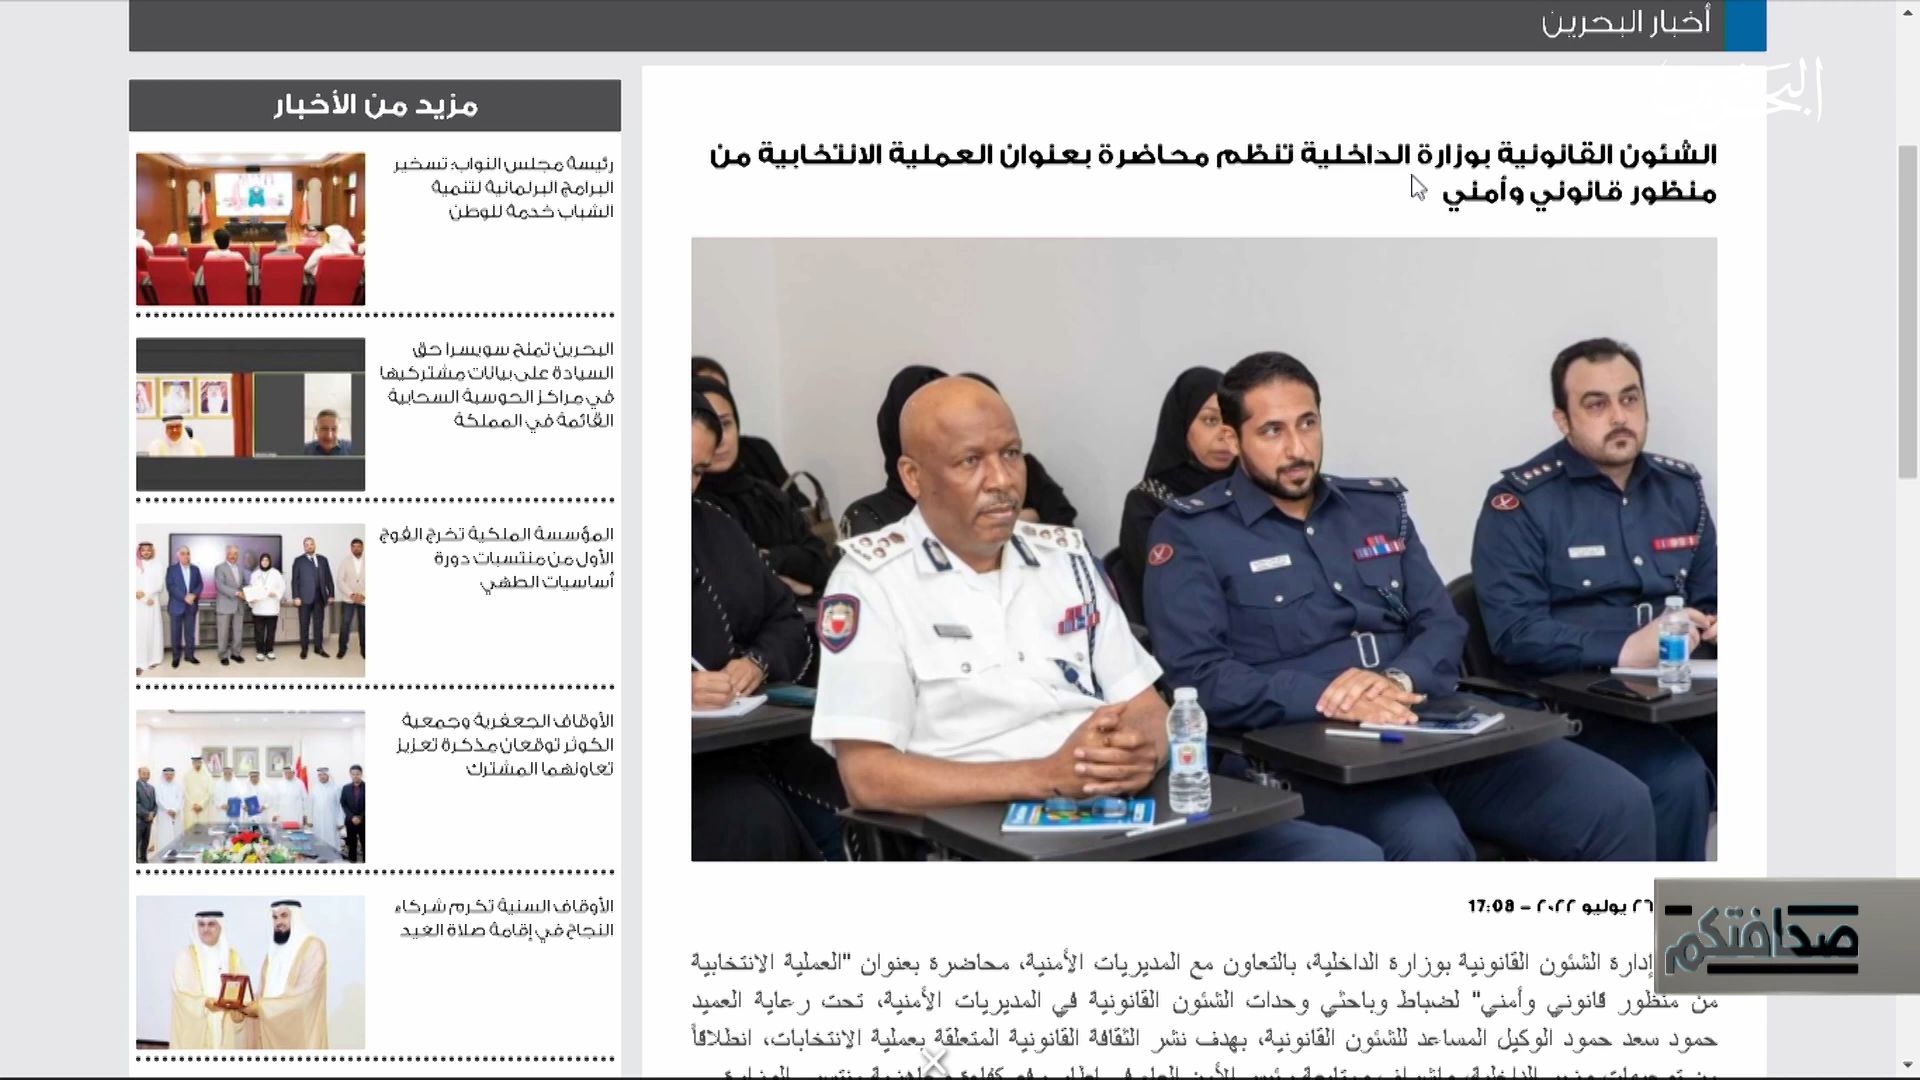 أخبار البحرين
الشئون القانونية بوزارة الداخلية تنظم محاضرة بعنوان العملية الانتخابية من
منظور قانوني وأمني
٢٦ يوليو ٢٠٢٢ - 17:08
إدارة الشئون القانونية بوزارة الداخلية، بالتعاون مع المديريات الأمنية، محاضرة بعنوان "العملية الانتخابية
من منظور قانوني وأمني" لضباط وباحثي وحدات الشئون القانونية في المديريات الأمنية، تحت رعاية العميد
حمود سعد حمود الوكيل المساعد للشئون القانونية، بهدف نشر الثقافة القانونية المتعلقة بعملية الانتخابات، انطلاقاً
صحافتكم
مزيد من الأخبار
رئيسة مجلس النواب: تسخير
البرامج البرلمانية لتنمية
الشباب خدمة للوطن
البحرين تمنح سويسرا حق
السيادة على بيانات مشتركيها
في مراكز الحوسبة السحابية
القائمة في المملكة
المؤسسة الملكية تخرج الفوج
الأول من منتسبات دورة
أساسيات الطهي
الأوقاف الجعفرية وجمعية
الكوثر توقعان مذكرة تعزيز
تعاونهما المشترك
الأوقاف السنية تكرم شركاء
النجاح في إقامة صلاة العيد